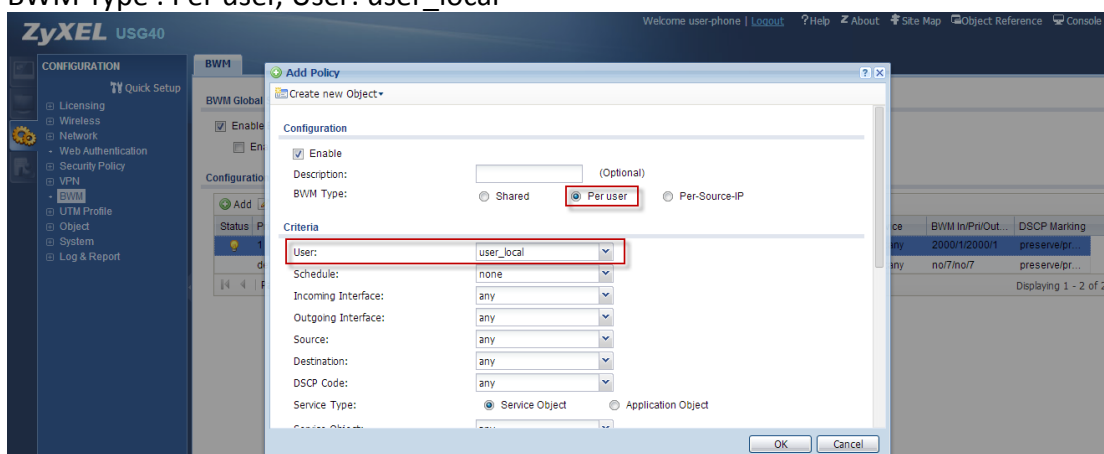 BWM Type : Per user, User: user_local
ZyXEL USG40
Welcome user-phone | Logout ?Help Z About Site Map Object Reference Console
CONFIGURATION
Quick Setup
Licensing
Wireless
Network
Web Authentication
Security Policy
VPN
BWM
UTM Profile
Object
System
Log & Report
BWM
BWM Global
Enable
Configuratio
Add
Status
1
ce BWM In/Pri/Out... DSCP Marking
any 2000/1/2000/1 preserve/pr...
any no/7/no/7 preserve/pr...
Displaying 1 - 2 of 2
Add Policy
Create new Object
Configuration
Enable
Description: (Optional)
BWM Type: Shared Per user Per-Source-IP
Criteria
User: user_local
Schedule: none
Incoming Interface: any
Outgoing Interface: any
Source: any
Destination: any
DSCP Code: any
Service Type: Service Object Application Object
OK Cancel